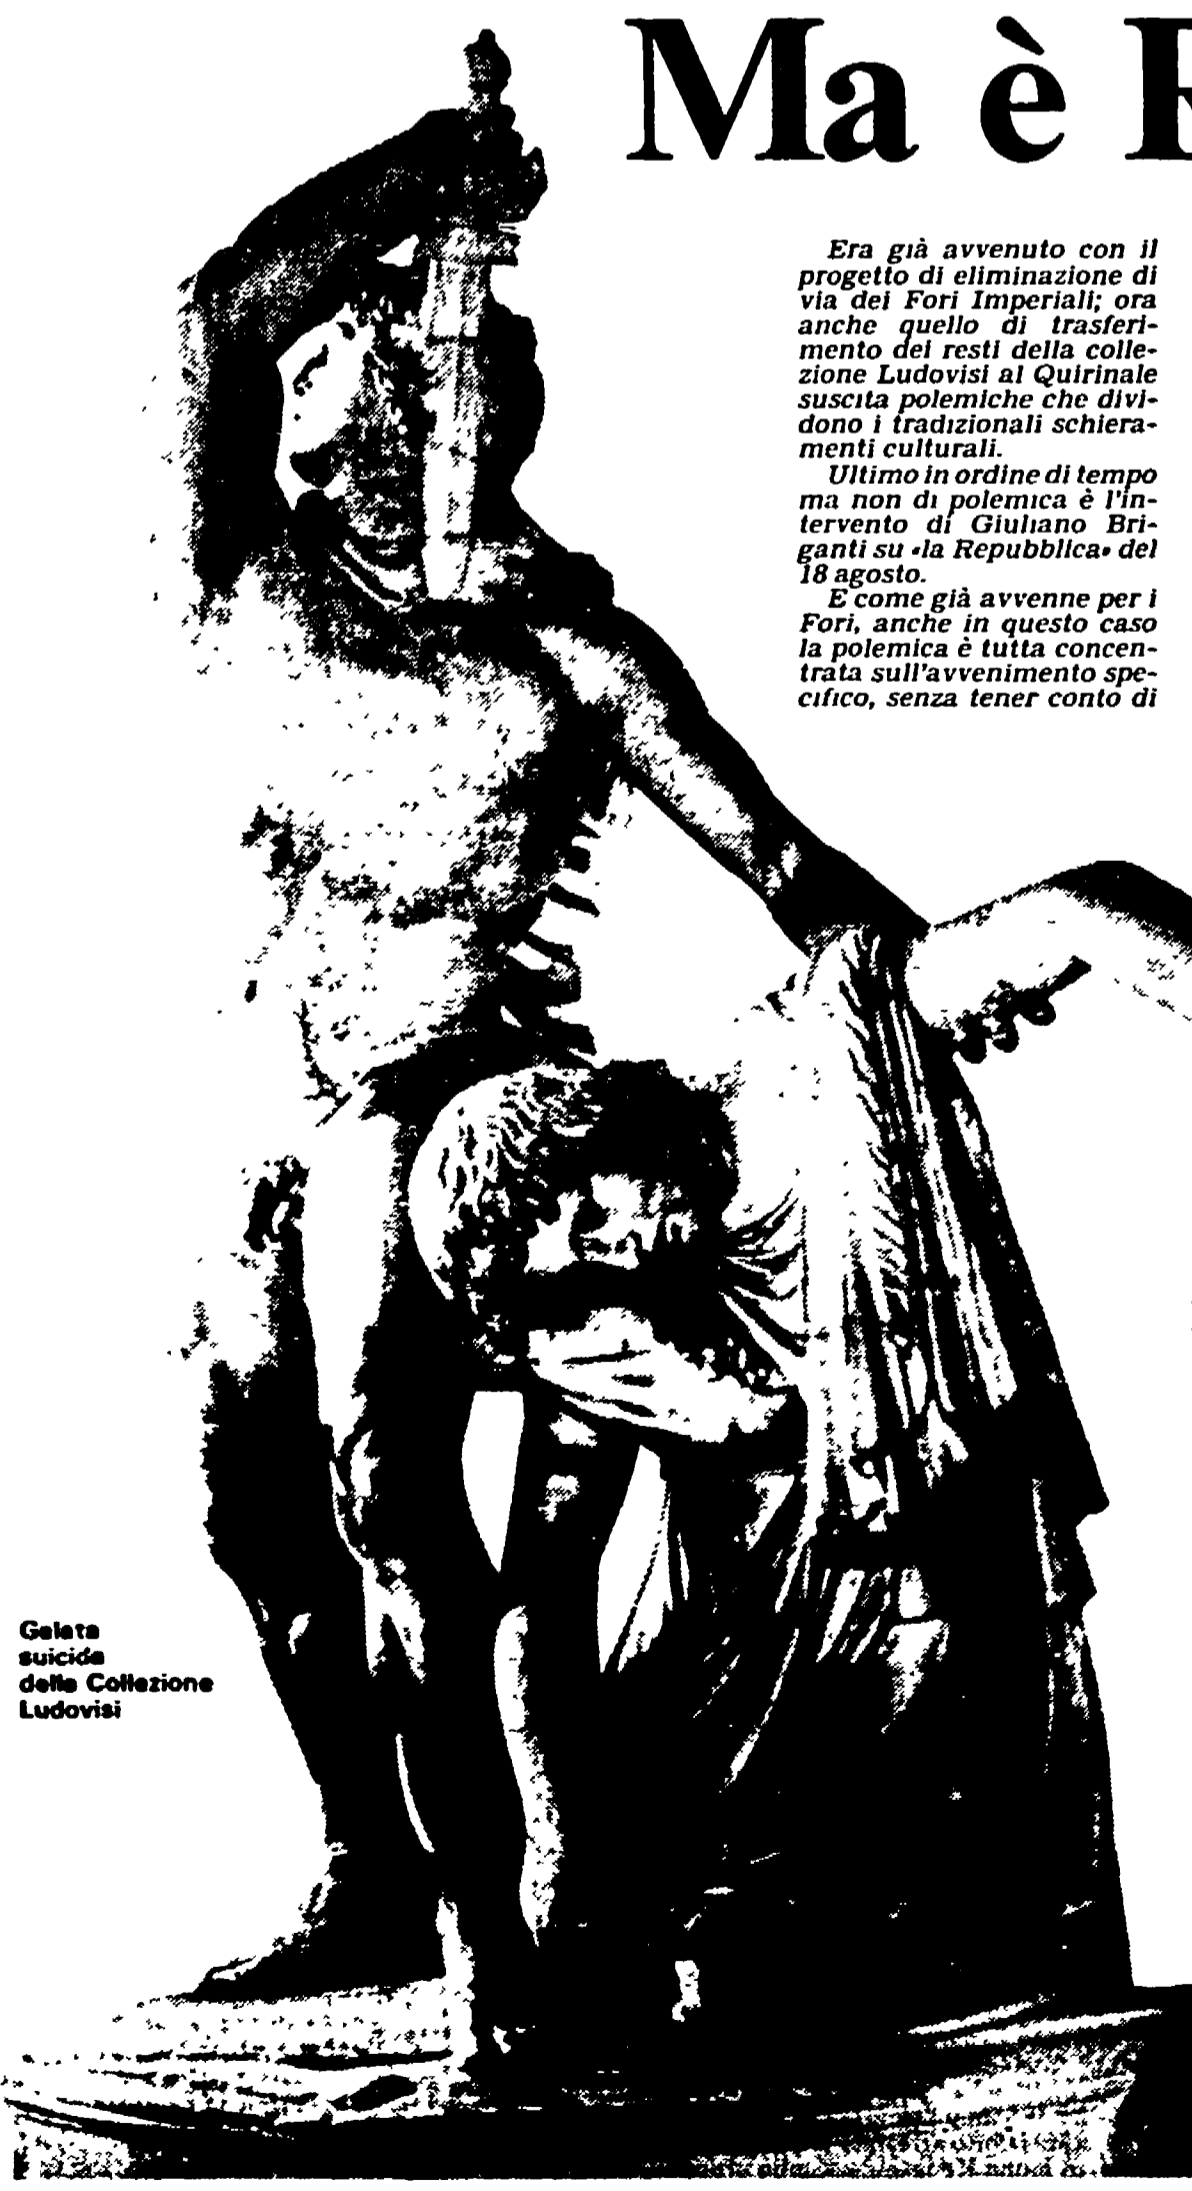 Ma è
Era già avvenuto con il
progetto di eliminazione di
via dei Fori Imperiali; ora
anche quello di trasferi-
mento dei resti della colle-
zione Ludovisi al Quirinale
suscita polemiche che divi-
dono i tradizionali schiera-
menti culturali.
Ultimo in ordine di tempo
ma non di polemica è l'in-
tervento di Giuliano Bri-
ganti su «la Repubblica» del
18 agosto.
E come già avvenne per i
Fori, anche in questo caso
la polemica è tutta concen-
trata sull'avvenimento spe-
cifico, senza tener conto di
Galata
suicida
della Collezione
Ludovisi